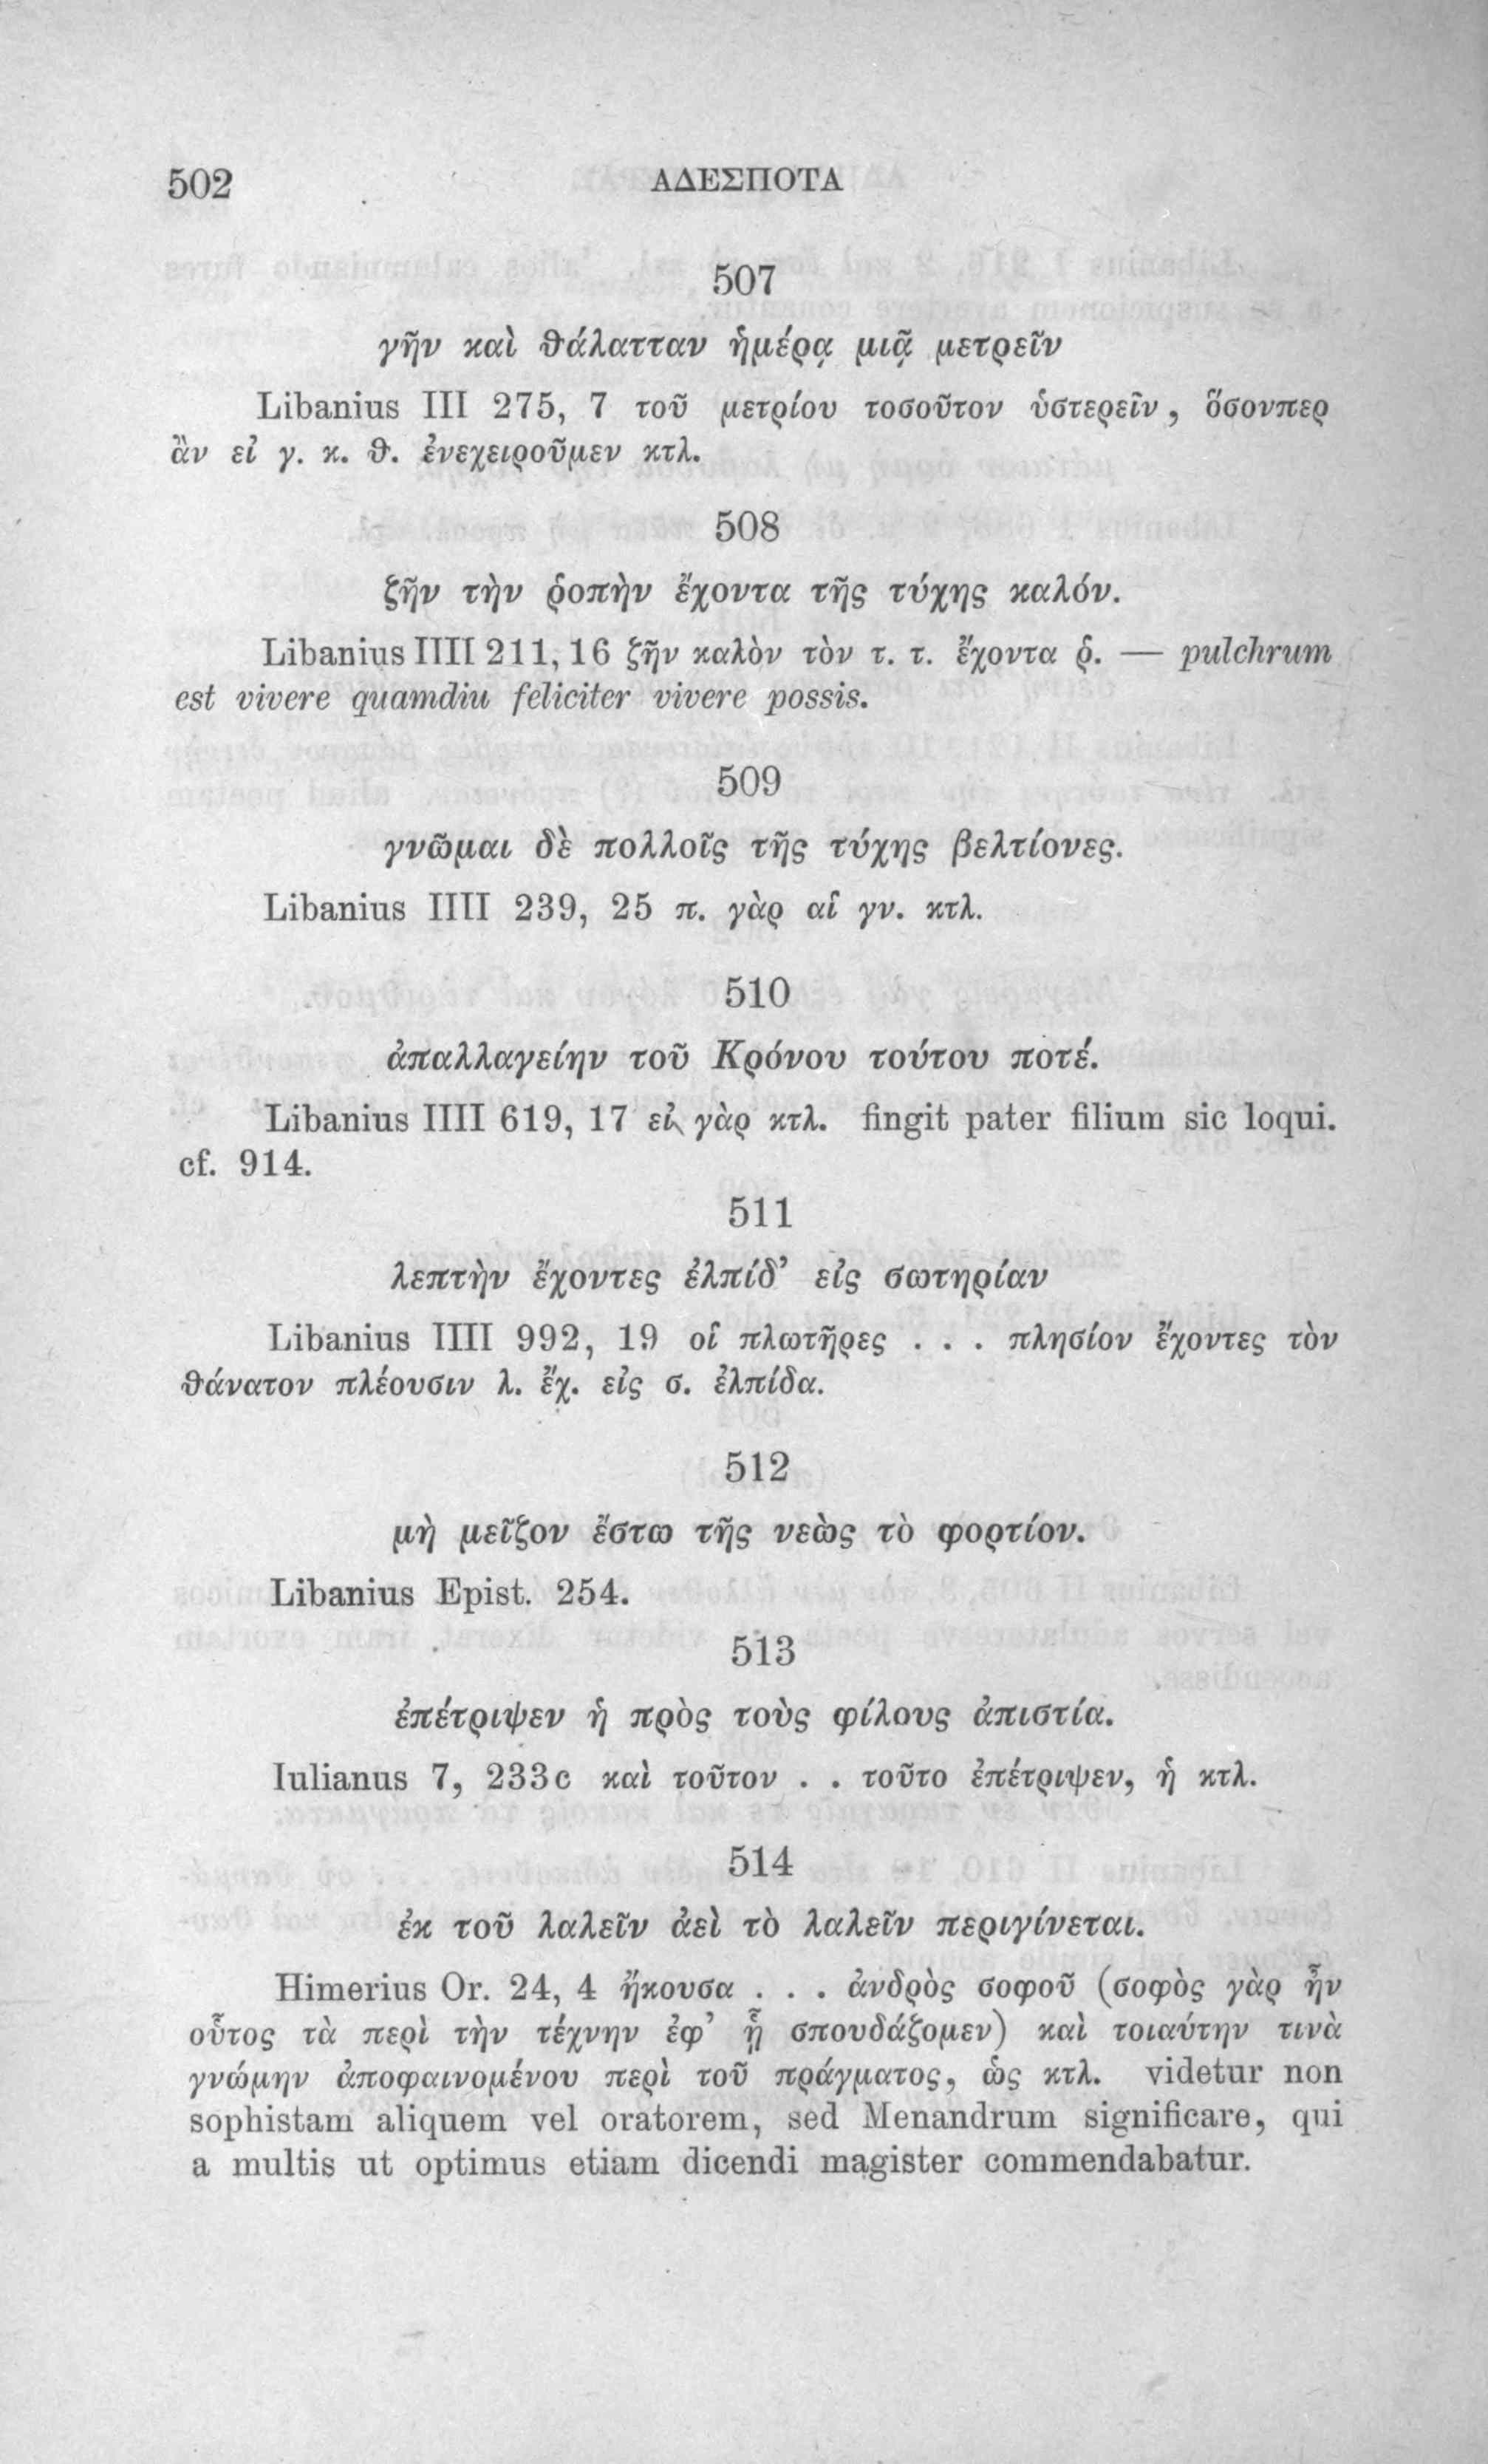 502
ΑΔΕΣΠΟΤΑ
507
γῆν καὶ θάλατταν ἡμέρᾳ μιᾷ μετρεῖν
Libanius III 275, 7 τοῦ μετρίου τοσοῦτον ὑστερεῖν, ὅσονπερ
ἂν εἰ γ. κ. θ. ἐνεχειροῦμεν κτλ.
508
ζῆν τὴν ῥοπὴν ἔχοντα τῆς τύχης καλόν.
Libanius IIII 211, 16 ζῆν καλὸν τὸν τ. τ. ἔχοντα ῥ. — pulchrum
est vivere quamdiu feliciter vivere possis.
509
γνῶμαι δὲ πολλοῖς τῆς τύχης βελτίονες.
Libanius IIII 239, 25 π. γὰρ αἱ γν. κτλ.
510
ἀπαλλαγείην τοῦ Κρόνου τούτου ποτέ.
Libanius IIII 619, 17 εἰ γὰρ κτλ. fingit pater filium sic loqui.
cf. 914.
511
λεπτὴν ἔχοντες ἐλπίδ’ εἰς σωτηρίαν
Libanius IIII 992, 19 οἱ πλωτῆρες . . . πλησίον ἔχοντες τὸν
θάνατον πλέουσιν λ. ἔχ. εἰς σ. ἐλπίδα.
512
μὴ μεῖζον ἔστω τῆς νεὼς τὸ φορτίον.
Libanius Epist. 254.
513
ἐπέτριψεν ἡ πρὸς τοὺς φίλους ἀπιστία.
Iulianus 7, 233c καὶ τοῦτον . . τοῦτο ἐπέτριψεν, ἡ κτλ.
514
ἐκ τοῦ λαλεῖν ἀεὶ τὸ λαλεῖν περιγίνεται.
Himerius Or. 24, 4 ἤκουσα . . . ἀνδρὸς σοφοῦ (σοφὸς γὰρ ἦν
οὗτος τὰ περὶ τὴν τέχνην ἐφ’ ᾗ σπουδάζομεν) καὶ τοιαύτην τινὰ
γνώμην ἀποφαινομένου περὶ τοῦ πράγματος, ὡς κτλ. videtur non
sophistam aliquem vel oratorem, sed Menandrum significare, qui
a multis ut optimus etiam dicendi magister commendabatur.